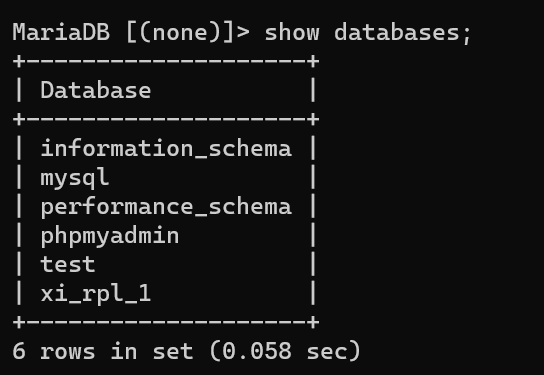 MariaDB [(none)]> show databases;
+--------------------+
| Database           |
+--------------------+
| information_schema |
| mysql              |
| performance_schema |
| phpmyadmin         |
| test               |
| xi_rpl_1           |
+--------------------+
6 rows in set (0.058 sec)